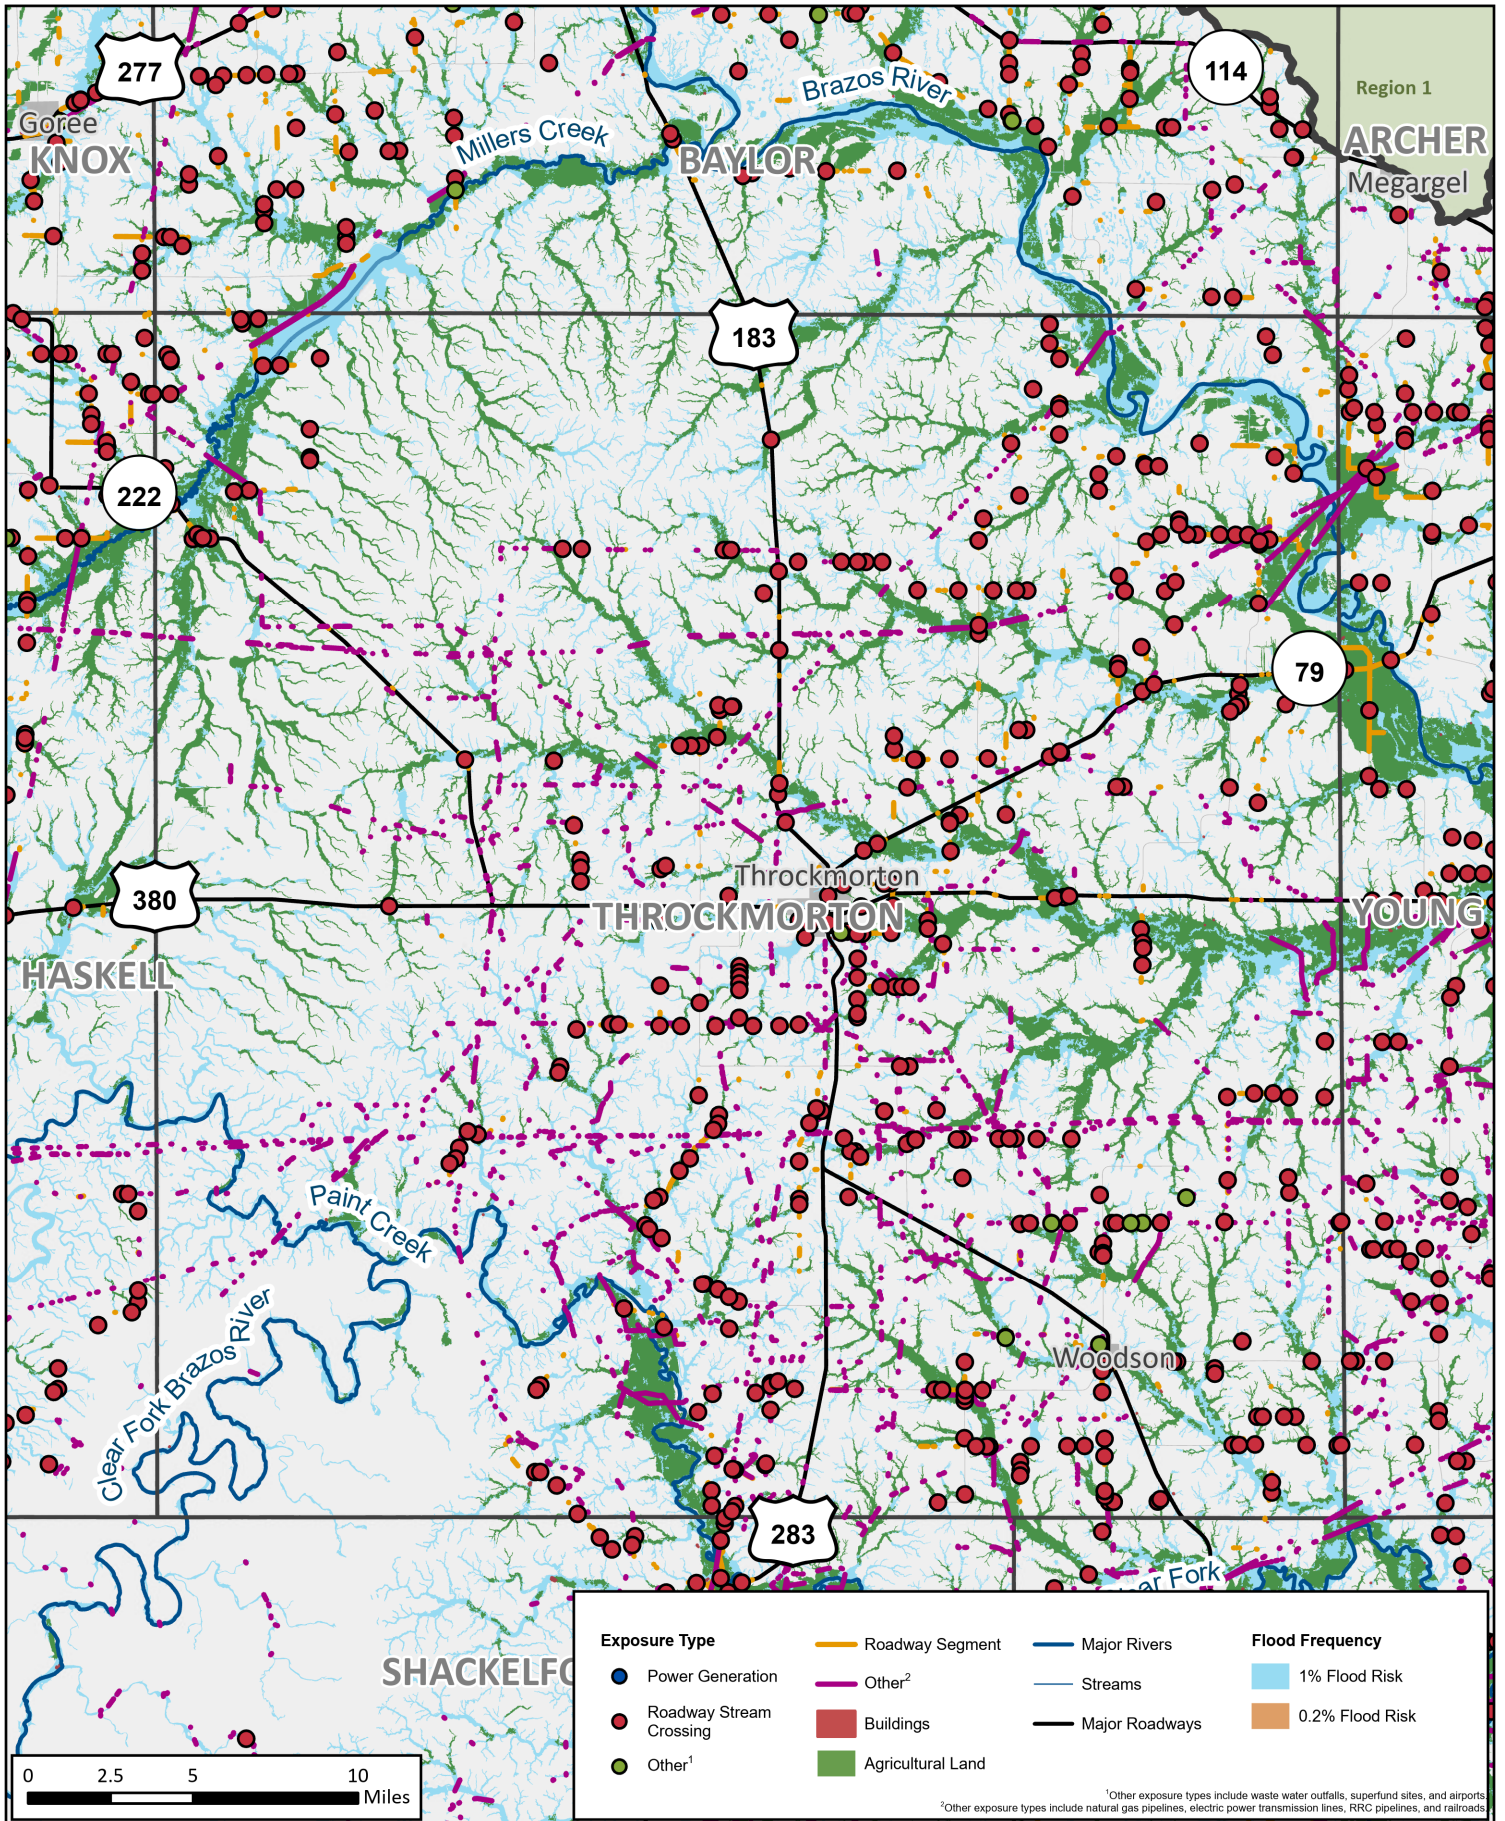 277
114
Region 1
Brazos River
Goree
KNOX
Millers Creek
BAYLOR
ARCHER
Megargel
183
222
79
Throckmorton
380
THROCKMORTON
YOUNG
HASKELL
Paint Creek
Clear Fork Brazos River
Woodson
283
ar Fork
SHACKELFO
Exposure Type
Power Generation
Roadway Stream
Crossing
Other1
Roadway Segment
Other2
Buildings
Agricultural Land
Major Rivers
Streams
Major Roadways
Flood Frequency
1% Flood Risk
0.2% Flood Risk
0 2.5 5 10
Miles
1Other exposure types include waste water outfalls, superfund sites, and airports.
2Other exposure types include natural gas pipelines, electric power transmission lines, RRC pipelines, and railroads.